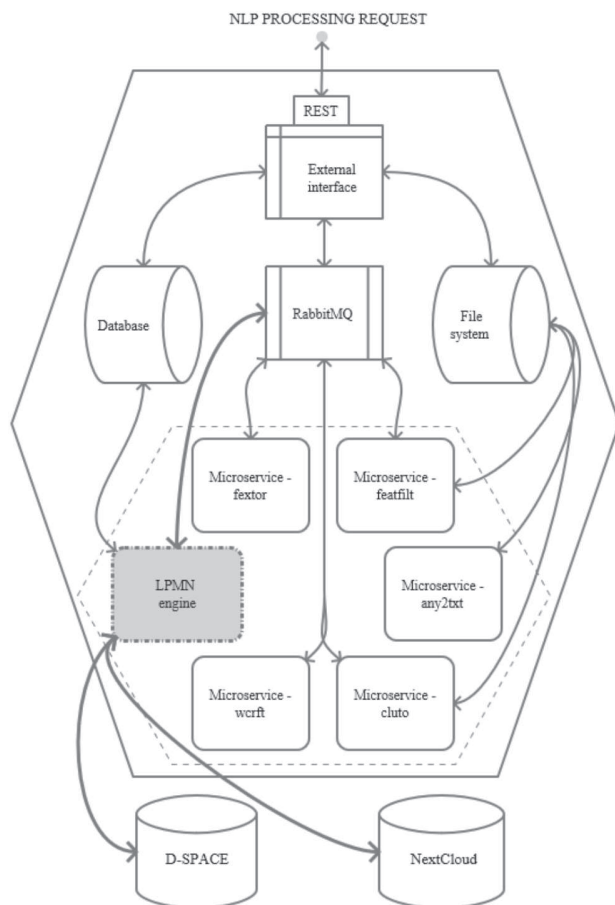 NLP PROCESSING REQUEST
REST
External
interface
Database
RabbitMQ
File
system
Microservice -
fextor
Microservice -
featfilt
LPMN
engine
Microservice -
any2txt
Microservice -
wcrft
Microservice -
cluto
D-SPACE
NextCloud